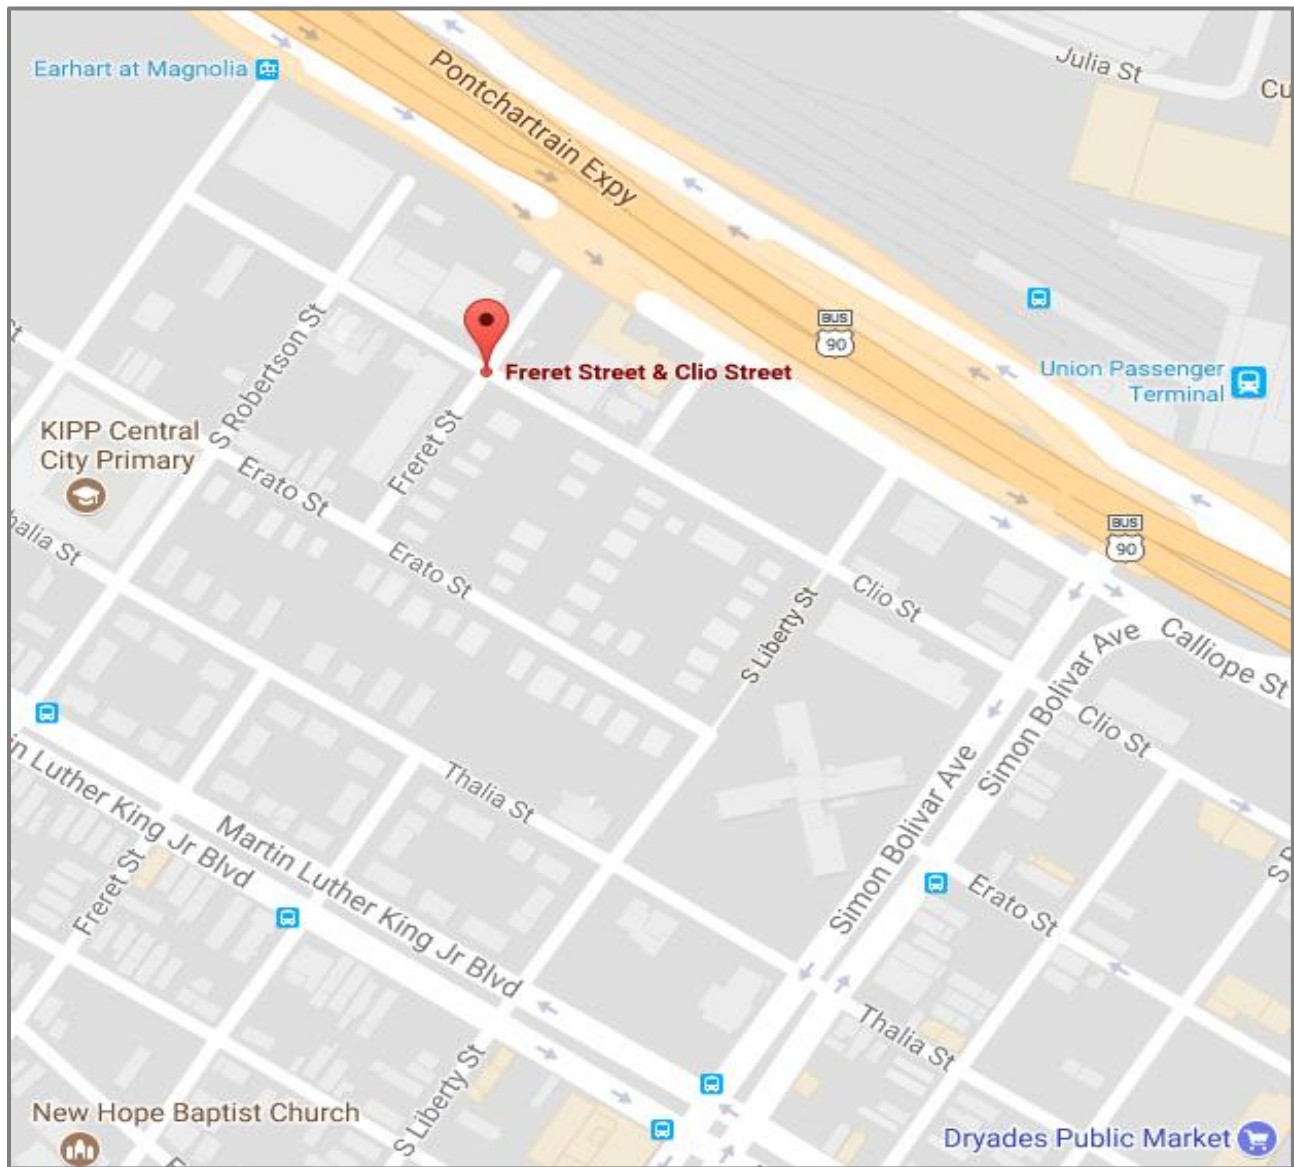 Julia St
Earhart at Magnolia
Pontchartrain Expy
BUS
90
Freret Street & Clio Street
Union Passenger
Terminal
S Robertson St
KIPP Central
City Primary
Freret St
Erato St
BUS
90
Erato St
Clio St
S Liberty St
Simon Bolivar Ave
Calliope St
Clio St
Thalia St
Simon Bolivar Ave
Martin Luther King Jr Blvd
Luther King Jr Blvd
Freret St
Erato St
Thalia St
S Liberty St
New Hope Baptist Church
Dryades Public Market